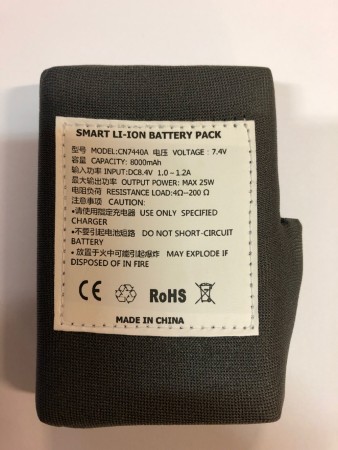 SMART LI-ION BATTERY PACK
型号 MODEL:CN7440A 电压 VOLTAGE : 7.4V
容量 CAPACITY: 8000mAh
输入功率 INPUT:DC8.4V 1.0－1.2A
最大输出功率 OUTPUT POWER: MAX 25W
负载电阻 RESISTANCE LOAD:4Ω-200 Ω
注意事项 CAUTION:
•请使用指定充电器 USE ONLY SPECIFIED
CHARGER
•不要引起电池短路 DO NOT SHORT-CIRCUIT
BATTERY
• 放置于火中可能引起爆炸 MAY EXPLODE IF
DISPOSED OF IN FIRE
CE RoHS
MADE IN CHINA